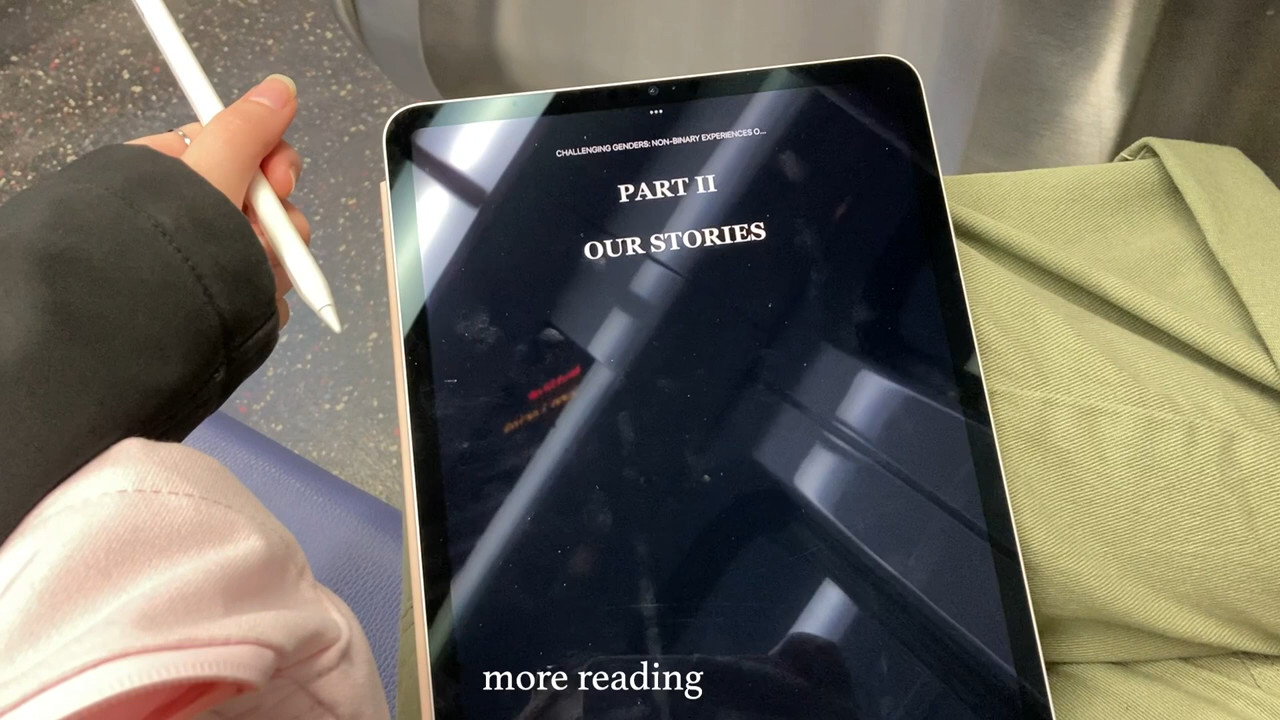 CHALLENGING GENDERS: NON-BINARY EXPERIENCES O...
PART II
OUR STORIES
more reading